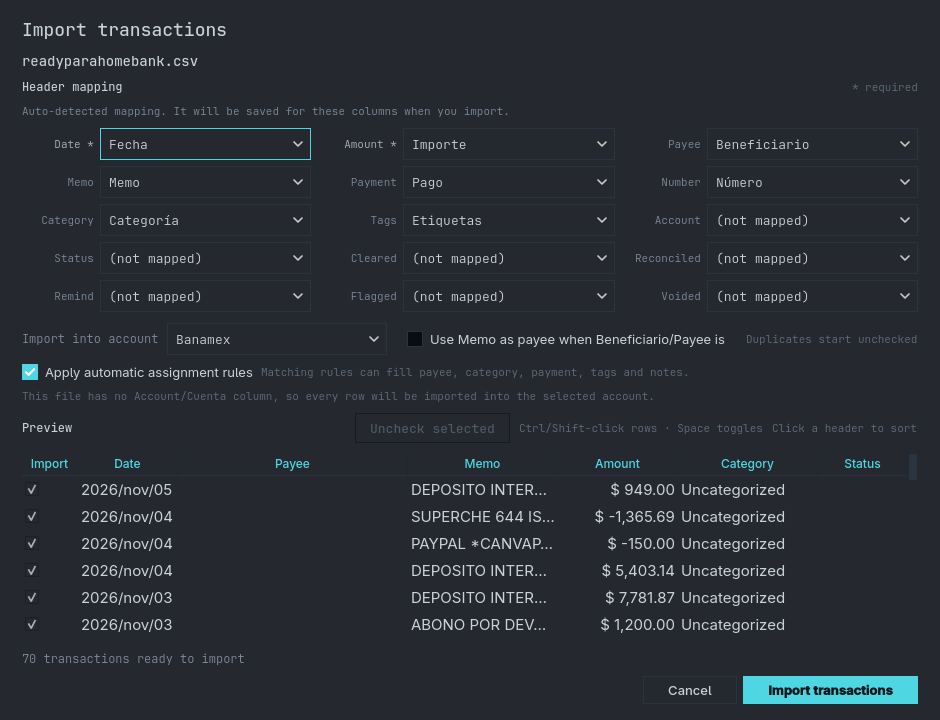 Import transactions
readyparahomebank.csv
Header mapping * required
Auto-detected mapping. It will be saved for these columns when you import.
Date * Fecha Amount * Importe Payee Beneficiario
Memo Memo Payment Pago Number Número
Category Categoría Tags Etiquetas Account (not mapped)
Status (not mapped) Cleared (not mapped) Reconciled (not mapped)
Remind (not mapped) Flagged (not mapped) Voided (not mapped)
Import into account Banamex Use Memo as payee when Beneficiario/Payee is Duplicates start unchecked
Apply automatic assignment rules Matching rules can fill payee, category, payment, tags and notes.
This file has no Account/Cuenta column, so every row will be imported into the selected account.
Preview Uncheck selected Ctrl/Shift-click rows · Space toggles Click a header to sort
Import Date Payee Memo Amount Category Status
2026/nov/05 DEPOSITO INTER... $ 949.00 Uncategorized
2026/nov/04 SUPERCHE 644 IS... $ -1,365.69 Uncategorized
2026/nov/04 PAYPAL *CANVAP... $ -150.00 Uncategorized
2026/nov/04 DEPOSITO INTER... $ 5,403.14 Uncategorized
2026/nov/03 DEPOSITO INTER... $ 7,781.87 Uncategorized
2026/nov/03 ABONO POR DEV... $ 1,200.00 Uncategorized
70 transactions ready to import
Cancel Import transactions